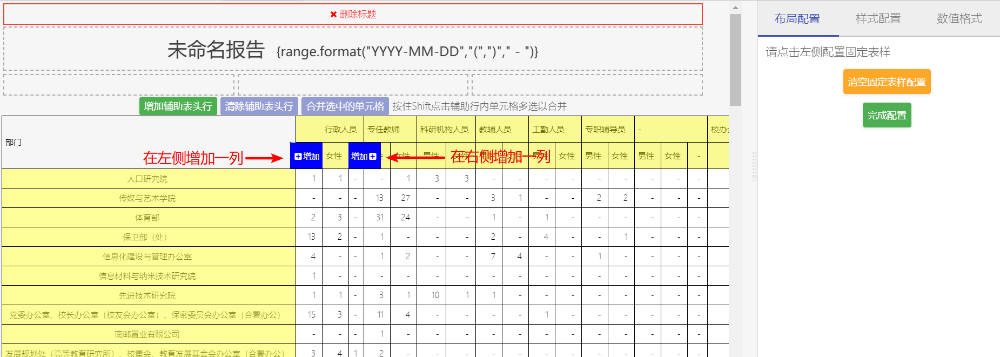 ✖ 删除标题
未命名报告 {range.format("YYYY-MM-DD","(",")"," - ")}
增加辅助表头行 清除辅助表头行 合并选中的单元格 按住Shift点击辅助行内单元格多选以合并
部门 行政人员 专任教师 科研机构人员 教辅人员 工勤人员 专职辅导员 - 校办
增加 女性 增加 女性 男性 女性 男性 女性 男性 女性 男性 女性 -
在左侧增加一列 在右侧增加一列
人口研究院 1 1 - - 1 3 3 - - - - - - - - -
传媒与艺术学院 - - - 13 27 - - 3 1 - - 2 2 - - -
体育部 2 3 - 31 24 - - 1 - 1 - - - - - -
保卫部（处） 13 2 - 1 - - - 2 - 4 - - 1 - - -
信息化建设与管理办公室 4 - - 1 2 - - 7 4 - - 1 - - - -
信息材料与纳米技术研究院 1 - - - - - - - - - - - - - - -
先进技术研究院 1 1 - 3 1 10 1 1 - - - - - - - -
党委办公室、校长办公室（校友会办公室）、保密委员会办公室（合署办公） 15 3 - 11 4 - - - - 1 - - - - - -
南邮置业有限公司 - - - 1 - - - - - - - - - - - -
发展规划处（高等教育研究所）、校董会、教育发展基金会办公室（合署办公） 3 4 1 2 - - - - - - - - - - - -
布局配置 样式配置 数值格式
请点击左侧配置固定表样
清空固定表样配置
完成配置